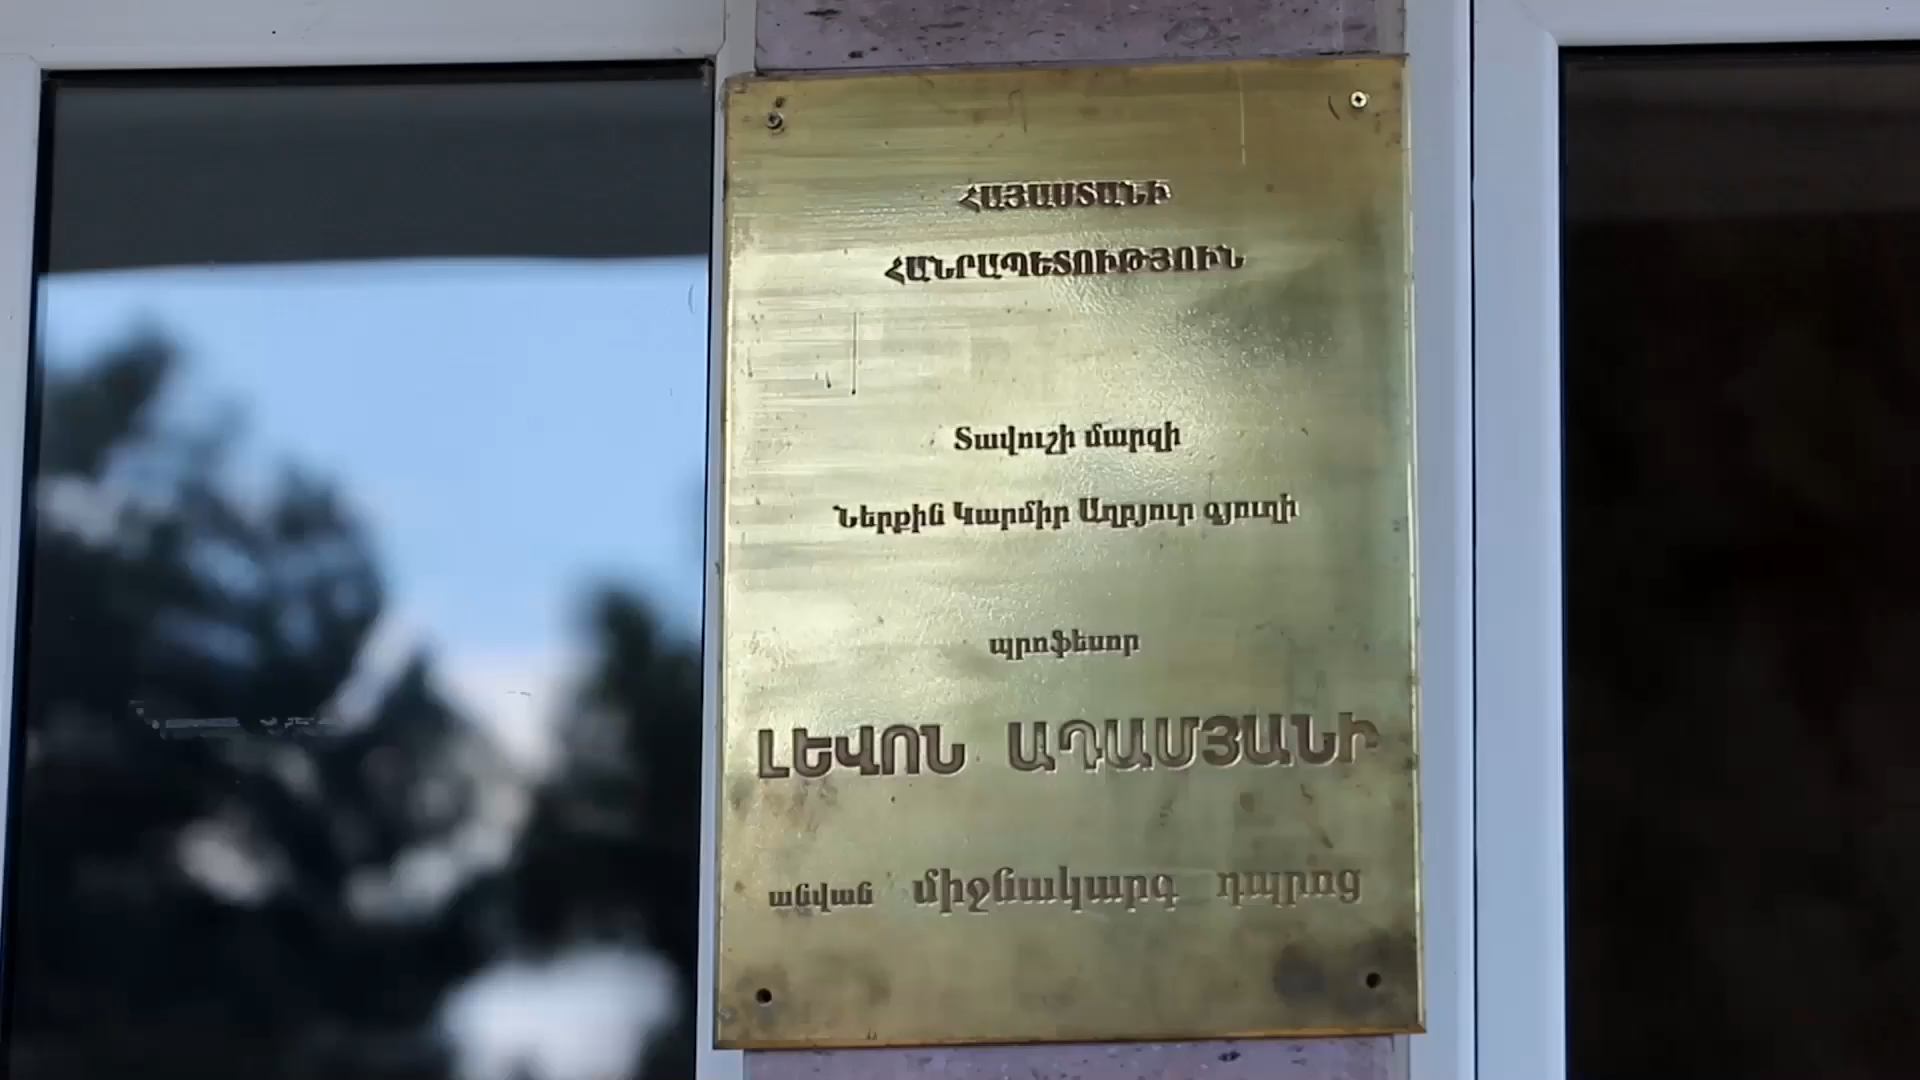 ՀԱՅԱՍՏԱՆԻ
ՀԱՆՐԱՊԵՏՈՒԹՅՈՒՆ
Տավուշի մարզի
Ներքին Կարմիր Աղբյուր գյուղի
պրոֆեսոր
ԼԵՎՈՆ ԱԴԱՄՅԱՆԻ
անվան միջնակարգ դպրոց